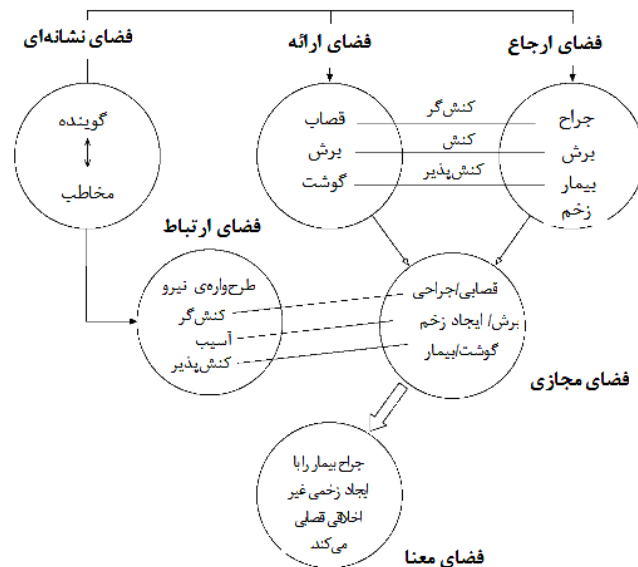 فضای ارجاع
فضای ارائه
فضای نشانه‌ای
جراح
برش
بیمار
زخم
کنش‌گر
کنش
کنش‌پذیر
قصاب
برش
گوشت
گوینده
مخاطب
فضای ارتباط
طرح‌واره‌ی نیرو
کنش‌گر
آسیب
کنش‌پذیر
قصابی/جراحی
برش/ ایجاد زخم
گوشت/بیمار
فضای مجازی
جراح بیمار را با
ایجاد زخمی غیر
اخلاقی قصابی
می‌کند.
فضای معنا